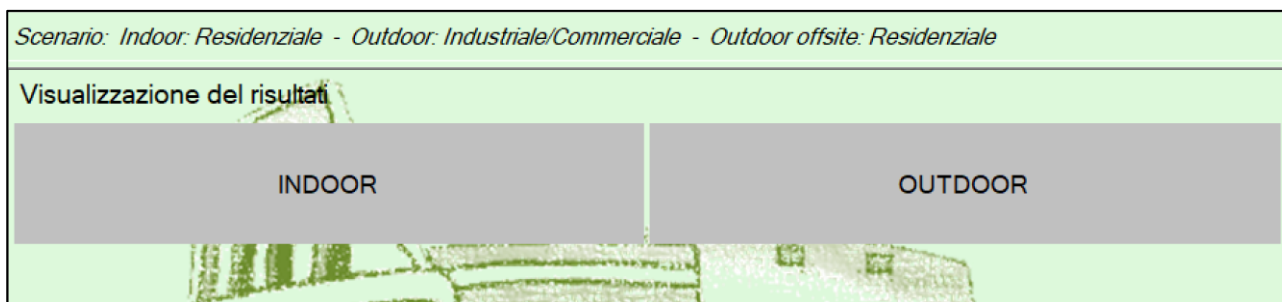 Scenario: Indoor: Residenziale - Outdoor: Industriale/Commerciale - Outdoor offsite: Residenziale
Visualizzazione del risultati
INDOOR
OUTDOOR